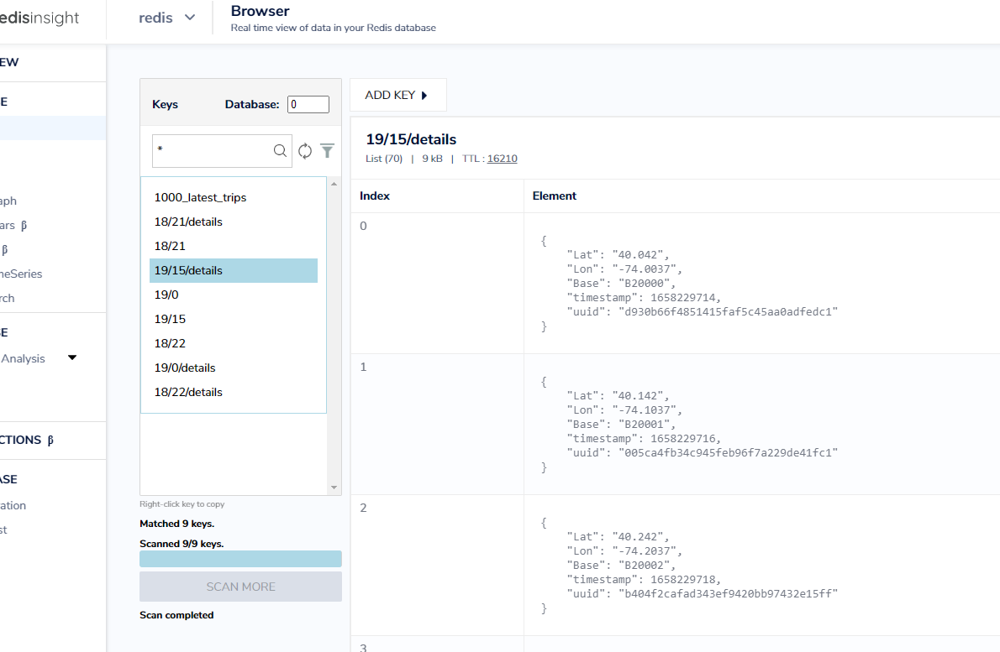 edisinsight
redis
Browser
Real time view of data in your Redis database
EW
E
aph
ars β
β
meSeries
rch
SE
Analysis
CTIONS β
ASE
ration
st
Keys
Database: 0
*
1000_latest_trips
18/21/details
18/21
19/15/details
19/0
19/15
18/22
19/0/details
18/22/details
Right-click key to copy
Matched 9 keys.
Scanned 9/9 keys.
SCAN MORE
Scan completed
ADD KEY
19/15/details
List (70) | 9 kB | TTL : 16210
Index Element
0
{
"Lat": "40.042",
"Lon": "-74.0037",
"Base": "B20000",
"timestamp": 1658229714,
"uuid": "d930b66f4851415faf5c45aa0adfedc1"
}
1
{
"Lat": "40.142",
"Lon": "-74.1037",
"Base": "B20001",
"timestamp": 1658229716,
"uuid": "005ca4fb34c945feb96f7a229de41fc1"
}
2
{
"Lat": "40.242",
"Lon": "-74.2037",
"Base": "B20002",
"timestamp": 1658229718,
"uuid": "b404f2cafad343ef9420bb97432e15ff"
}
3